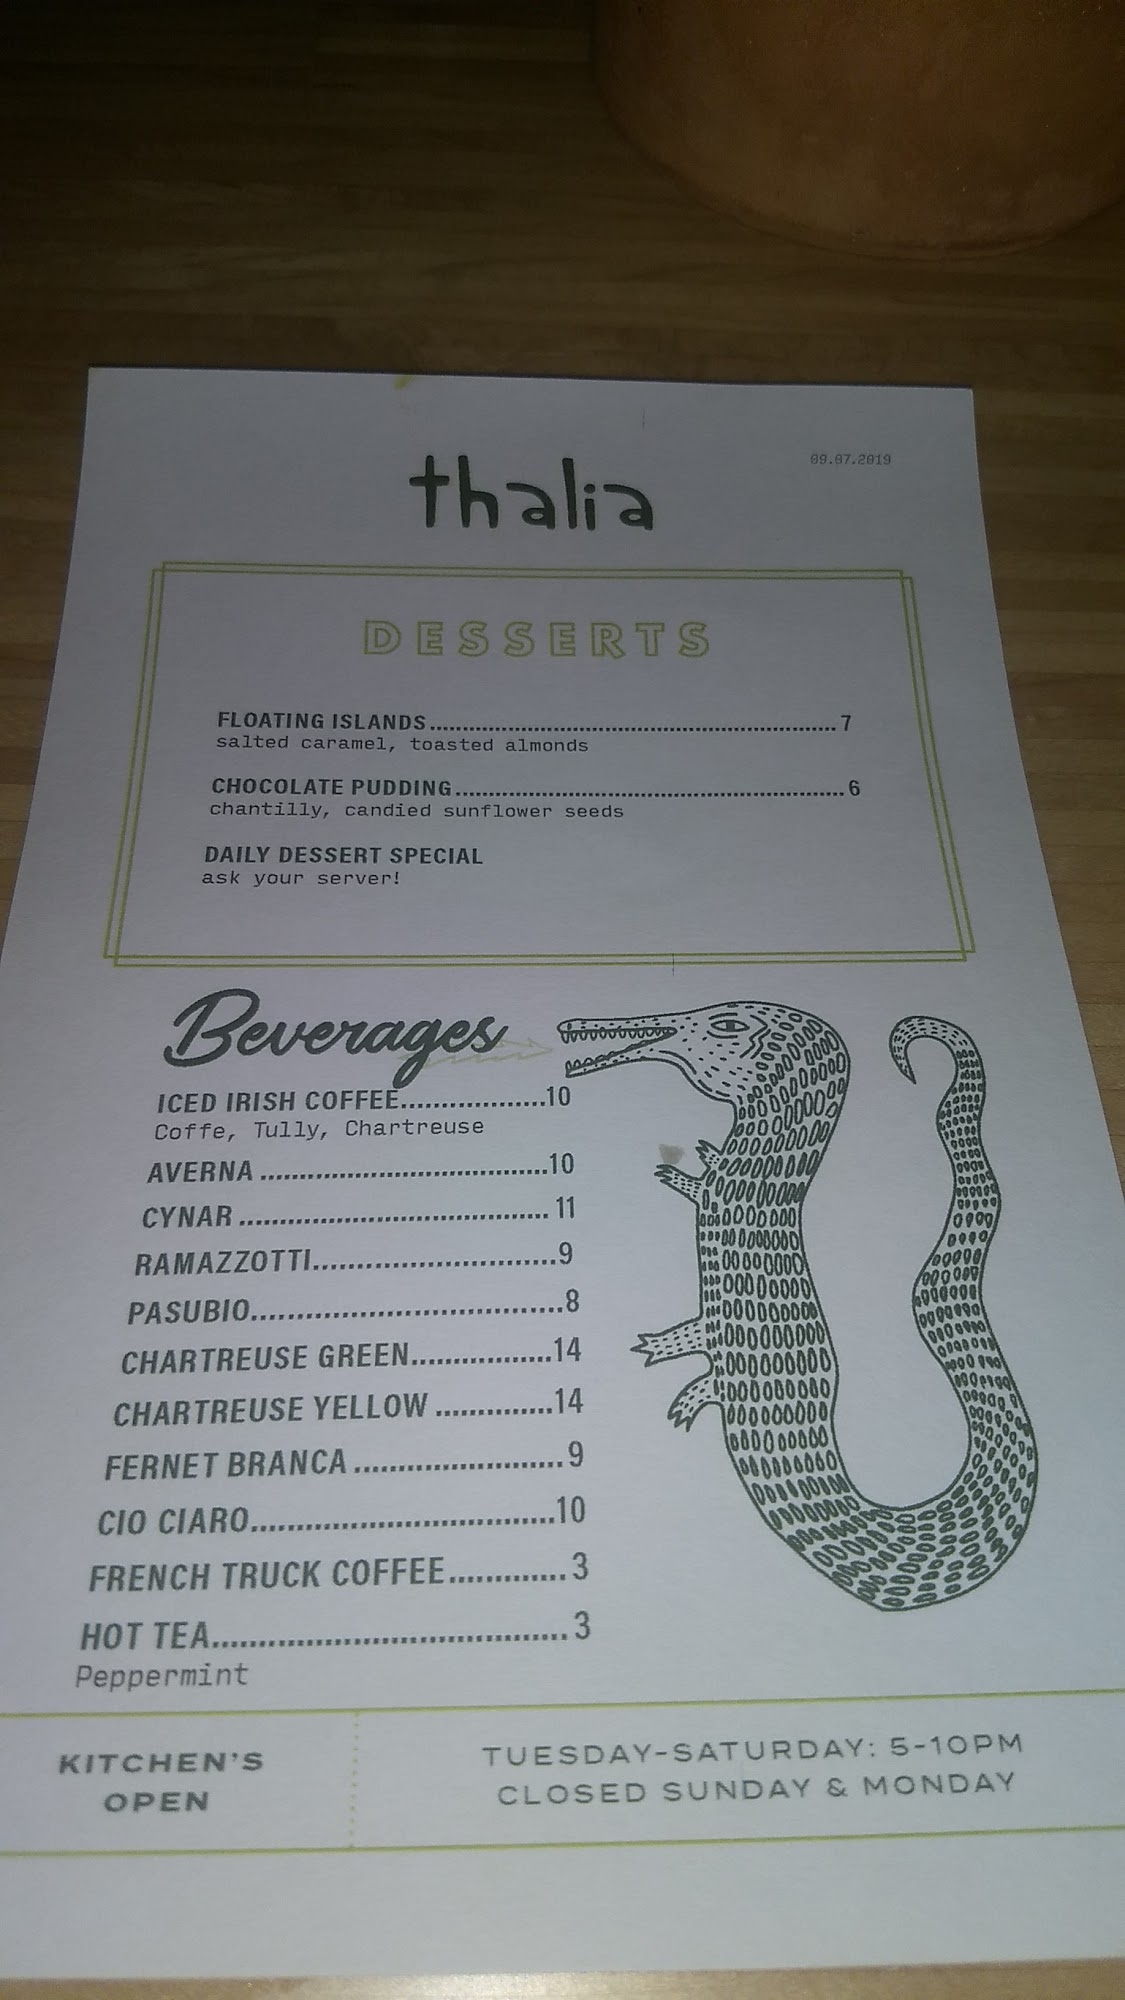 thalia
09.07.2019
DESSERTS
FLOATING ISLANDS..............................7
salted caramel, toasted almonds
CHOCOLATE PUDDING..............................6
chantilly, candied sunflower seeds
DAILY DESSERT SPECIAL
ask your server!
Beverages
ICED IRISH COFFEE..................10
Coffe, Tully, Chartreuse
AVERNA ..................10
CYNAR .................. 11
RAMAZZOTTI..................9
PASUBIO..................8
CHARTREUSE GREEN..................14
CHARTREUSE YELLOW ..............14
FERNET BRANCA ..................9
CIO CIARO..................10
FRENCH TRUCK COFFEE.............3
HOT TEA..................3
Peppermint
KITCHEN'S
OPEN
TUESDAY-SATURDAY: 5-10PM
CLOSED SUNDAY & MONDAY